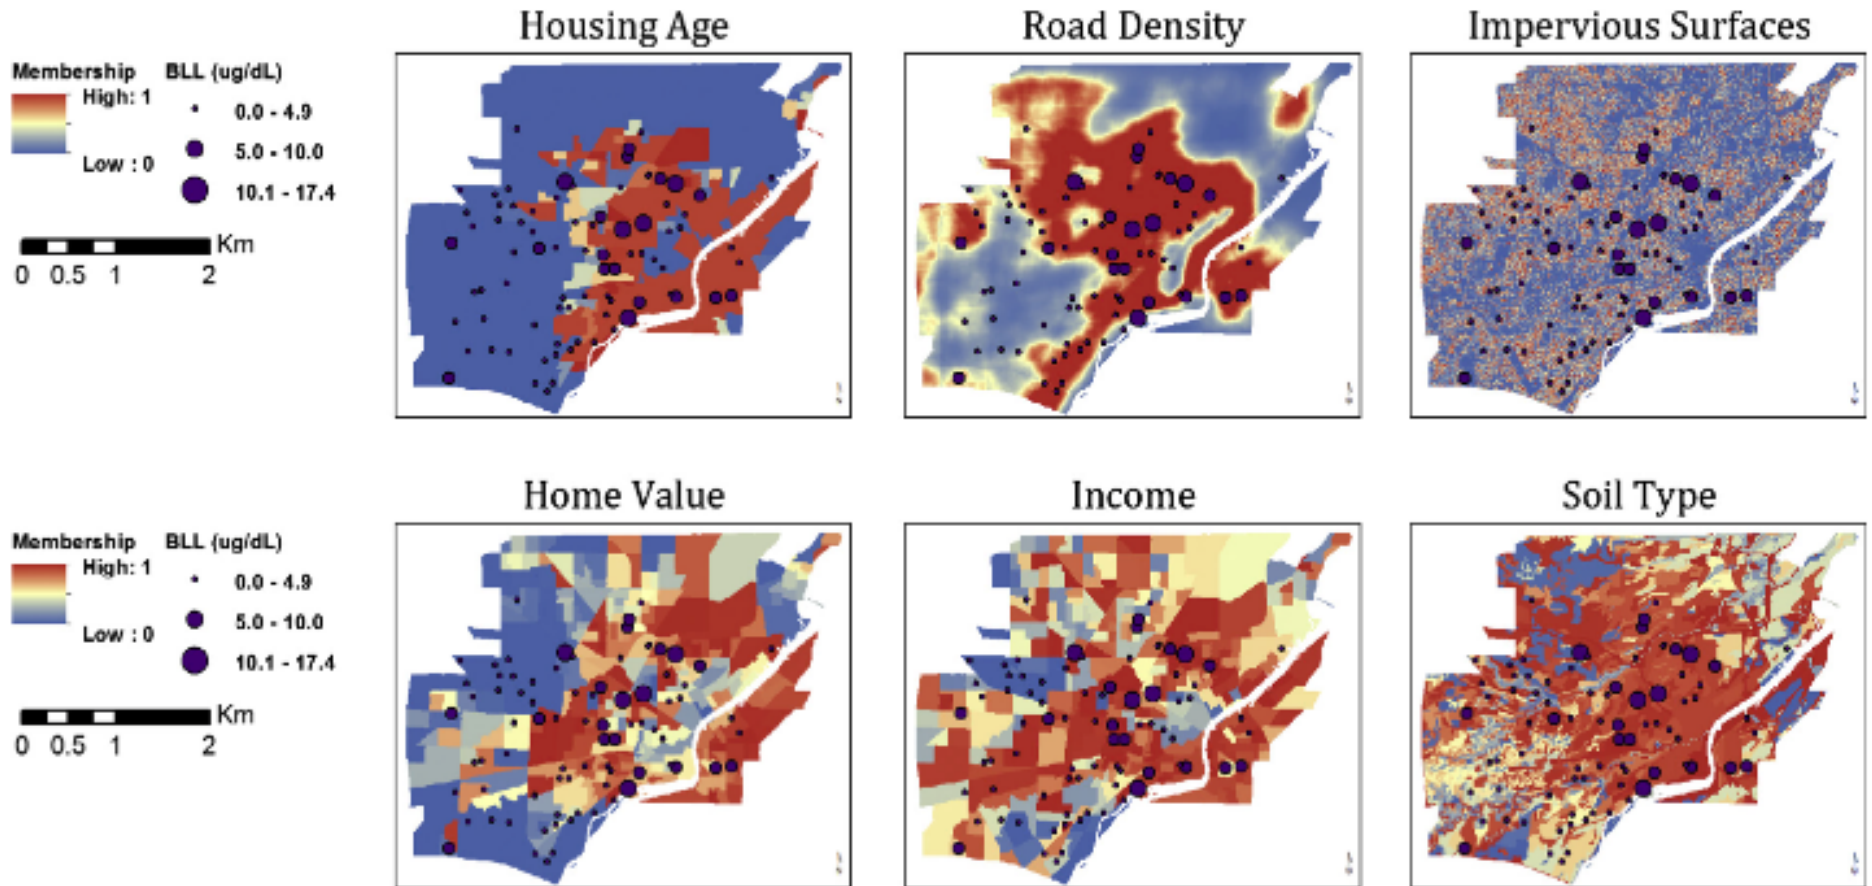 Housing Age
Road Density
Impervious Surfaces
Membership
BLL (ug/dL)
High: 1
0.0 - 4.9
5.0 - 10.0
Low : 0
10.1 - 17.4
Km
0 0.5 1 2
Home Value
Income
Soil Type
Membership
BLL (ug/dL)
High: 1
0.0 - 4.9
5.0 - 10.0
Low : 0
10.1 - 17.4
Km
0 0.5 1 2